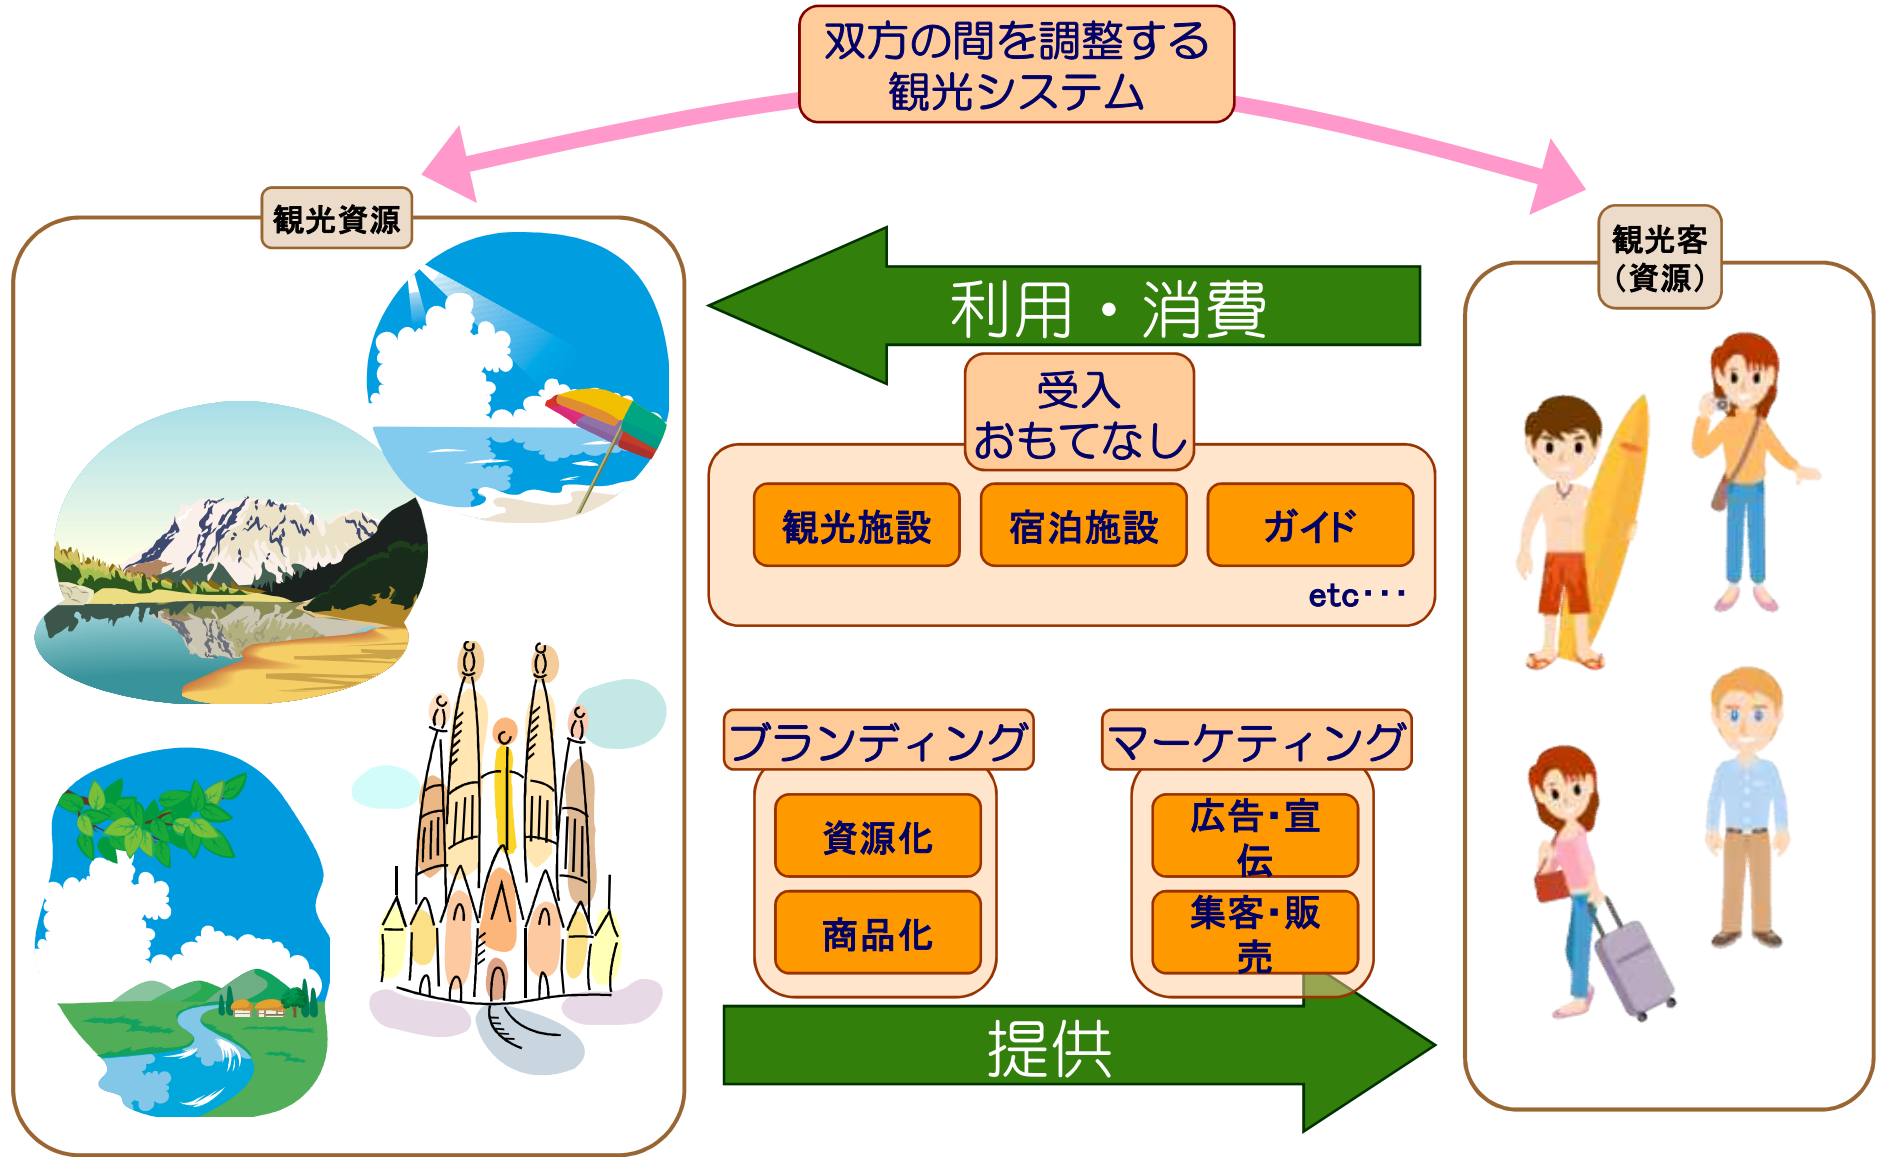 双方の間を調整する
観光システム
観光資源
観光客
（資源）
利用・消費
受入
おもてなし
観光施設
宿泊施設
ガイド
etc･･･
ブランディング
マーケティング
資源化
商品化
広告・宣
伝
集客・販
売
提供